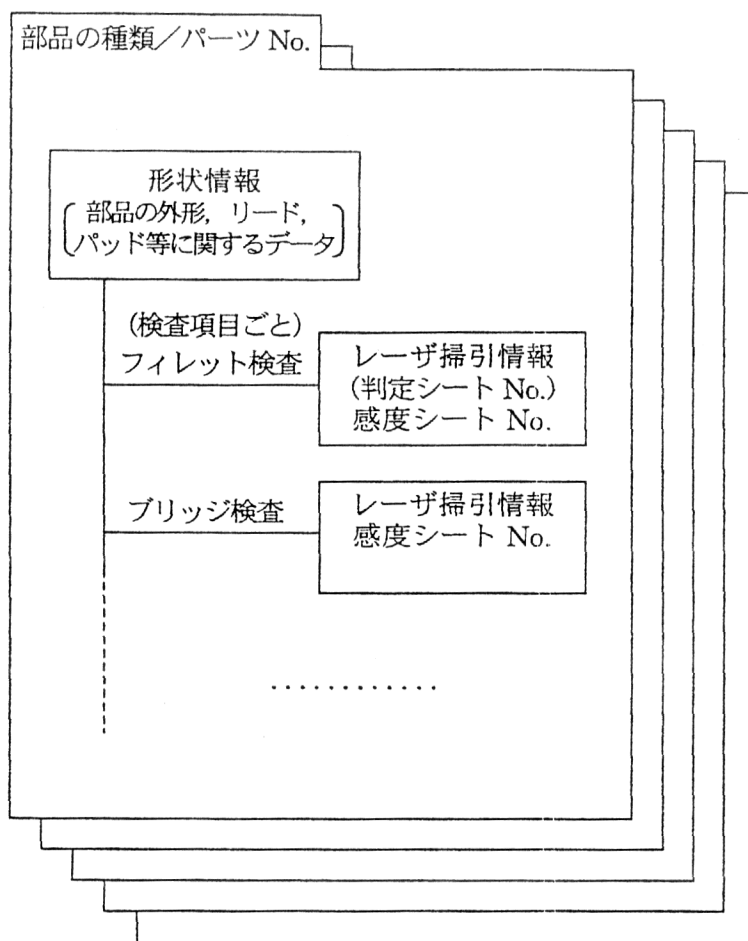 部品の種類／パーツ No.
形状情報
部品の外形, リード,
パッド等に関するデータ
(検査項目ごと)
フィレット検査
レーザ掃引情報
(判定シート No.)
感度シート No.
ブリッジ検査
レーザ掃引情報
感度シート No.
............